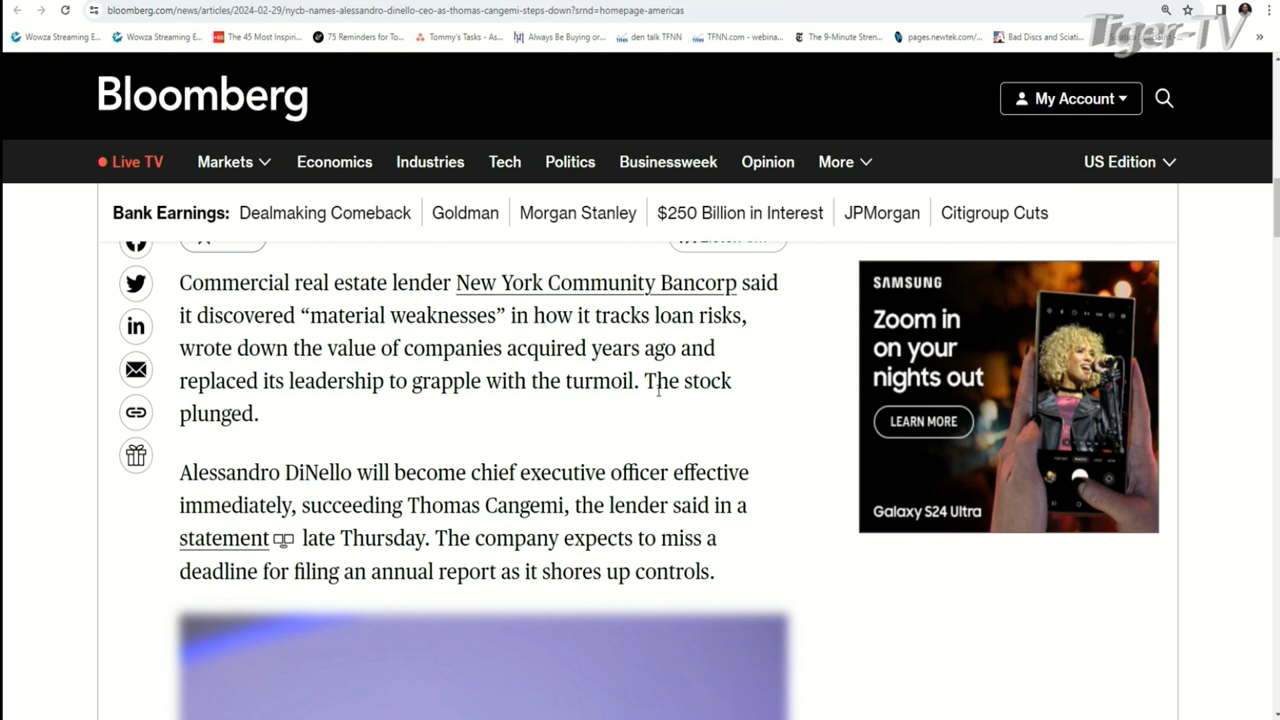 bloomberg.com/news/articles/2024-02-29/nycb-names-alessandro-dinello-ceo-as-thomas-cangemi-steps-down?srnd=homepage-americas
Wowza Streaming E... Wowza Streaming E... The 45 Most Inspiri... 75 Reminders for To... Tommy's Tasks - As... Always Be Buying or... den talk TFNN TFNN.com - webina... The 9-Minute Stren... pages.newtek.com/... Bad Discs and Sciati... »
Tiger-TV
Bloomberg
My Account
Live TV Markets Economics Industries Tech Politics Businessweek Opinion More US Edition
Bank Earnings: Dealmaking Comeback Goldman Morgan Stanley $250 Billion in Interest JPMorgan Citigroup Cuts
Commercial real estate lender New York Community Bancorp said
it discovered “material weaknesses” in how it tracks loan risks,
wrote down the value of companies acquired years ago and
replaced its leadership to grapple with the turmoil. The stock
plunged.
Alessandro DiNello will become chief executive officer effective
immediately, succeeding Thomas Cangemi, the lender said in a
statement late Thursday. The company expects to miss a
deadline for filing an annual report as it shores up controls.
SAMSUNG
Zoom in
on your
nights out
LEARN MORE
Galaxy S24 Ultra